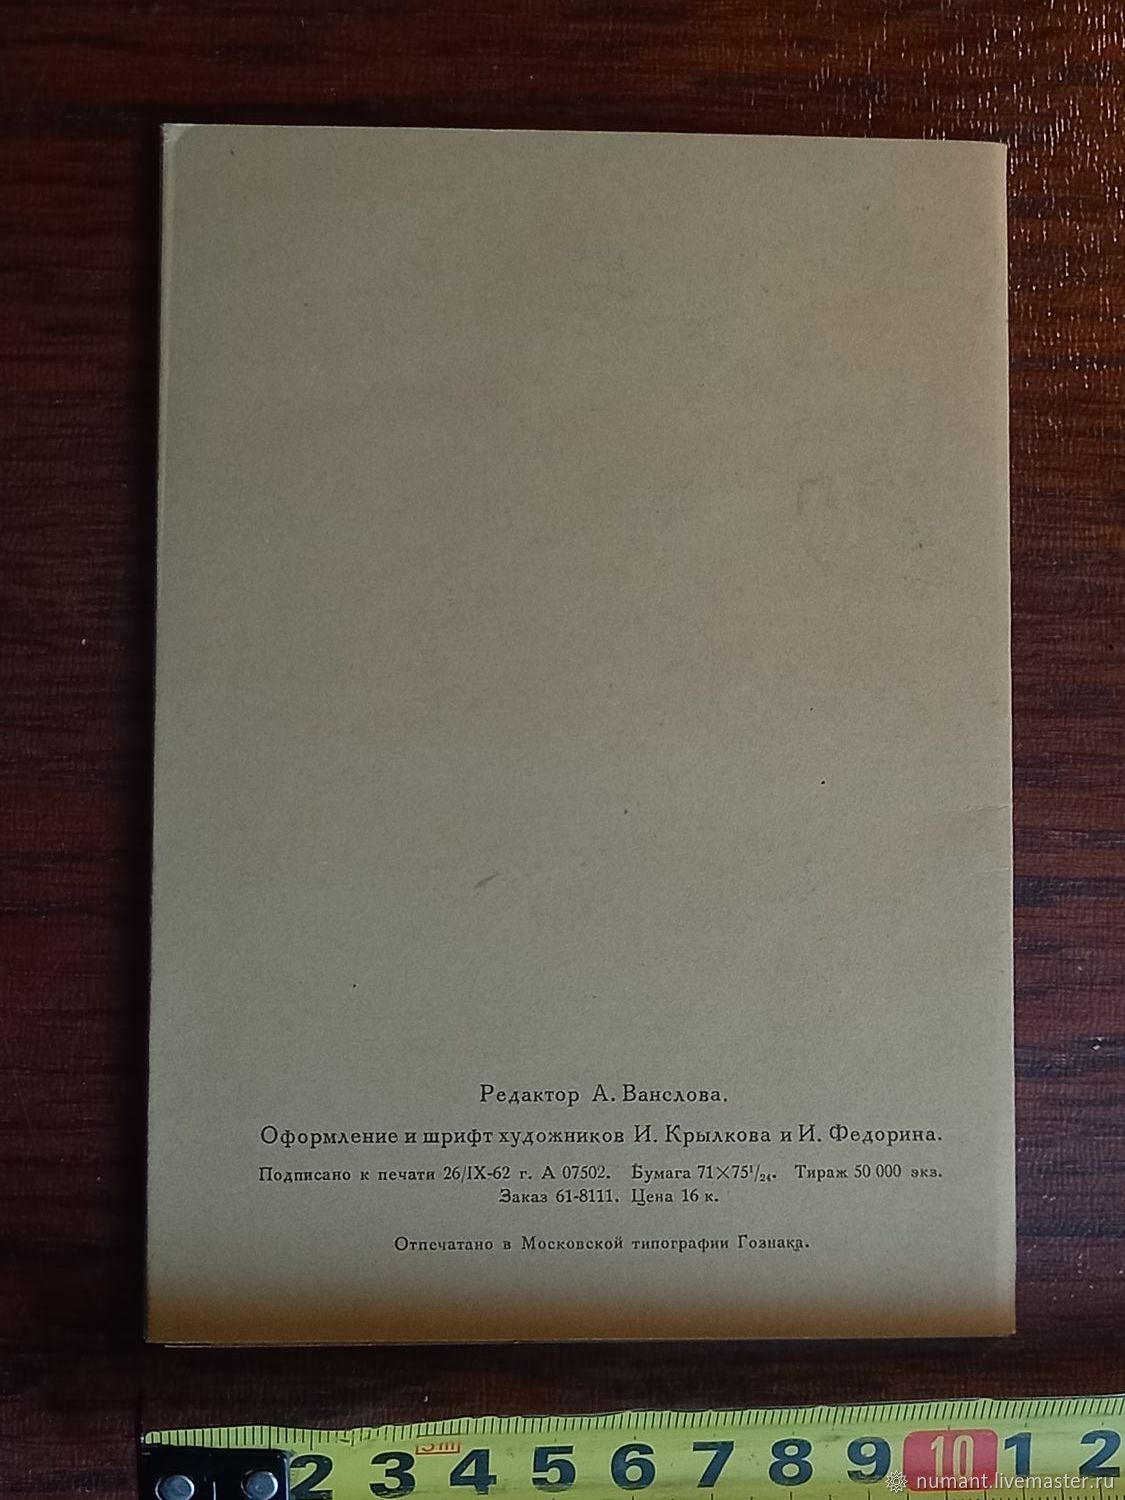 Редактор А. Ванслова.
Оформление и шрифт художников И. Крылкова и И. Федорина.
Подписано к печати 26/IX-62 г. А 07502. Бумага 71×75¹/₂₄. Тираж 50 000 экз.
Заказ 61-8111. Цена 16 к.
Отпечатано в Московской типографии Гознака.
3m
2 3 4 5 6 7 8 9 10 1 2
numant.livemaster.ru